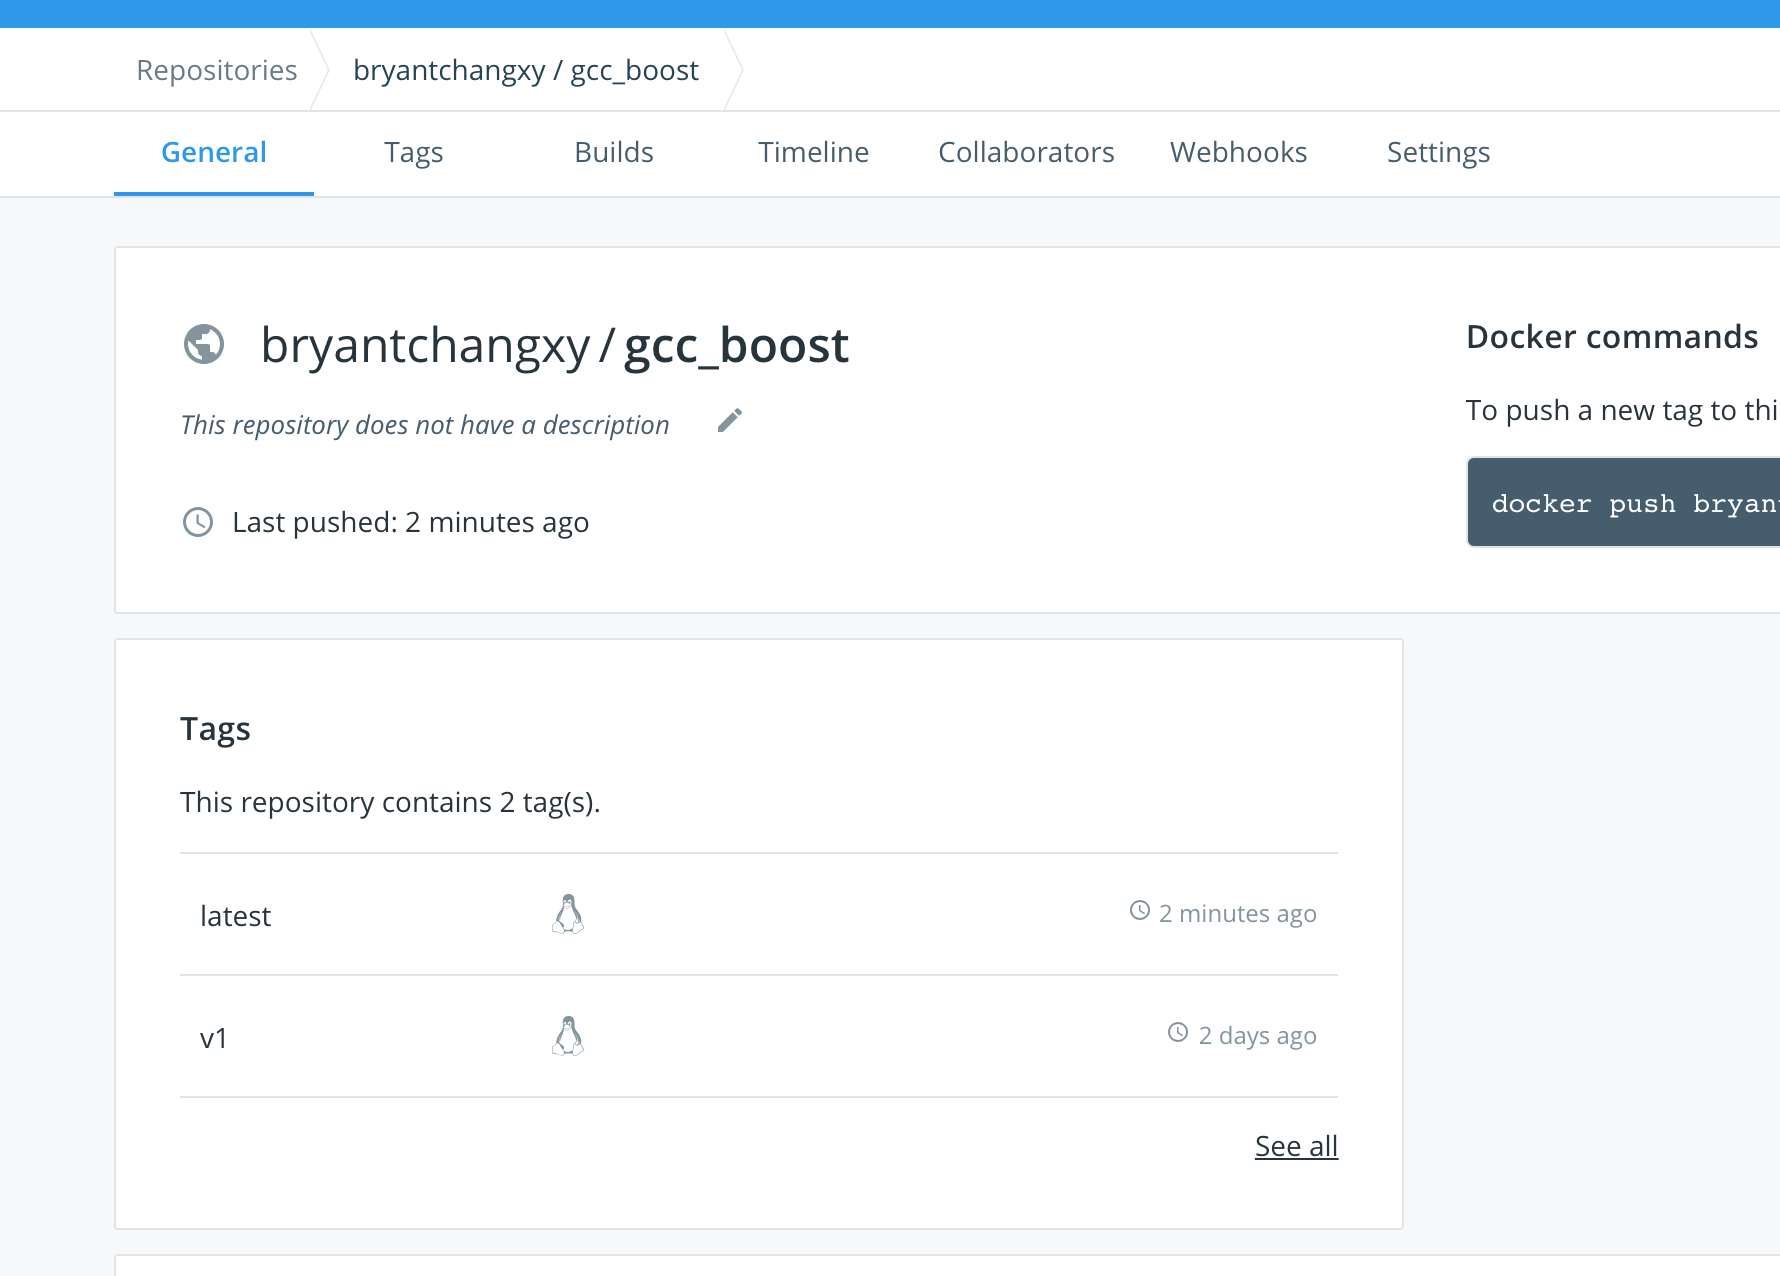 Repositories
bryantchangxy / gcc_boost
General Tags Builds Timeline Collaborators Webhooks Settings
bryantchangxy / gcc_boost
This repository does not have a description
Last pushed: 2 minutes ago
Docker commands
To push a new tag to thi
docker push bryan
Tags
This repository contains 2 tag(s).
latest 2 minutes ago
v1 2 days ago
See all